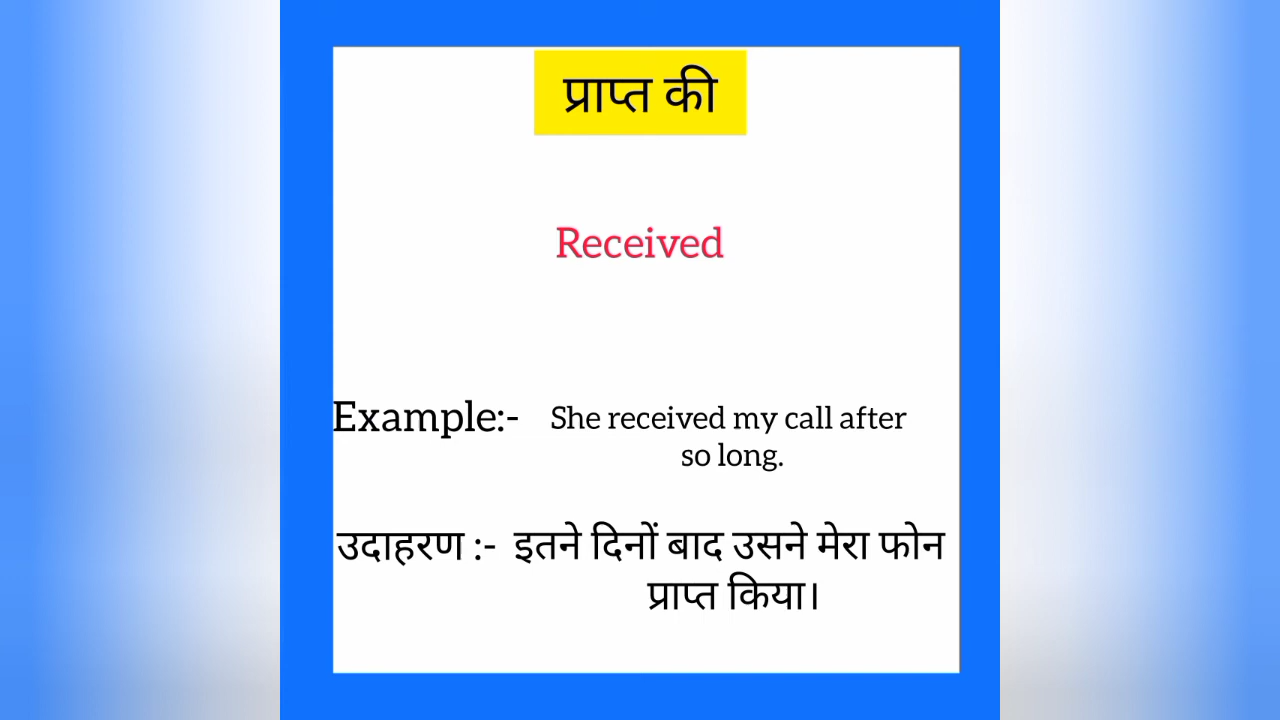 प्राप्त की
Received
Example:- She received my call after
so long.
उदाहरण :- इतने दिनों बाद उसने मेरा फोन
प्राप्त किया।